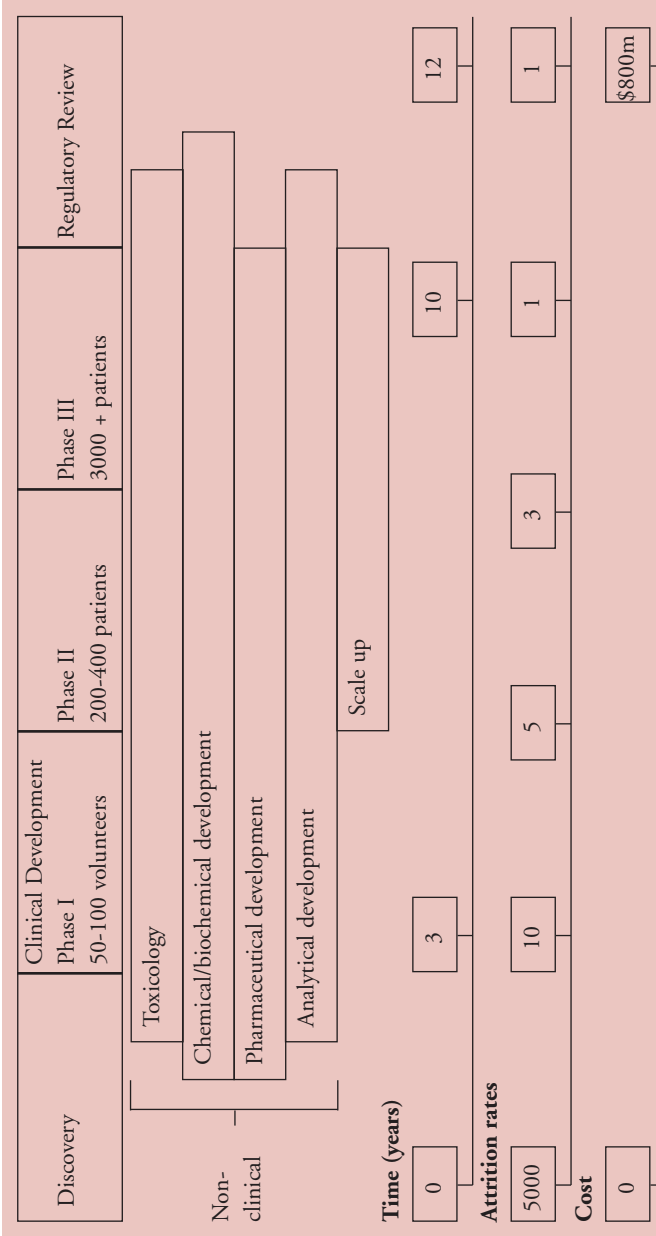 Discovery
Clinical Development
Phase I
50-100 volunteers
Phase II
200-400 patients
Phase III
3000 + patients
Regulatory Review
Non-
clinical
Toxicology
Chemical/biochemical development
Pharmaceutical development
Analytical development
Scale up
Time (years)
0
3
10
12
Attrition rates
5000
10
5
3
1
1
Cost
0
$800m